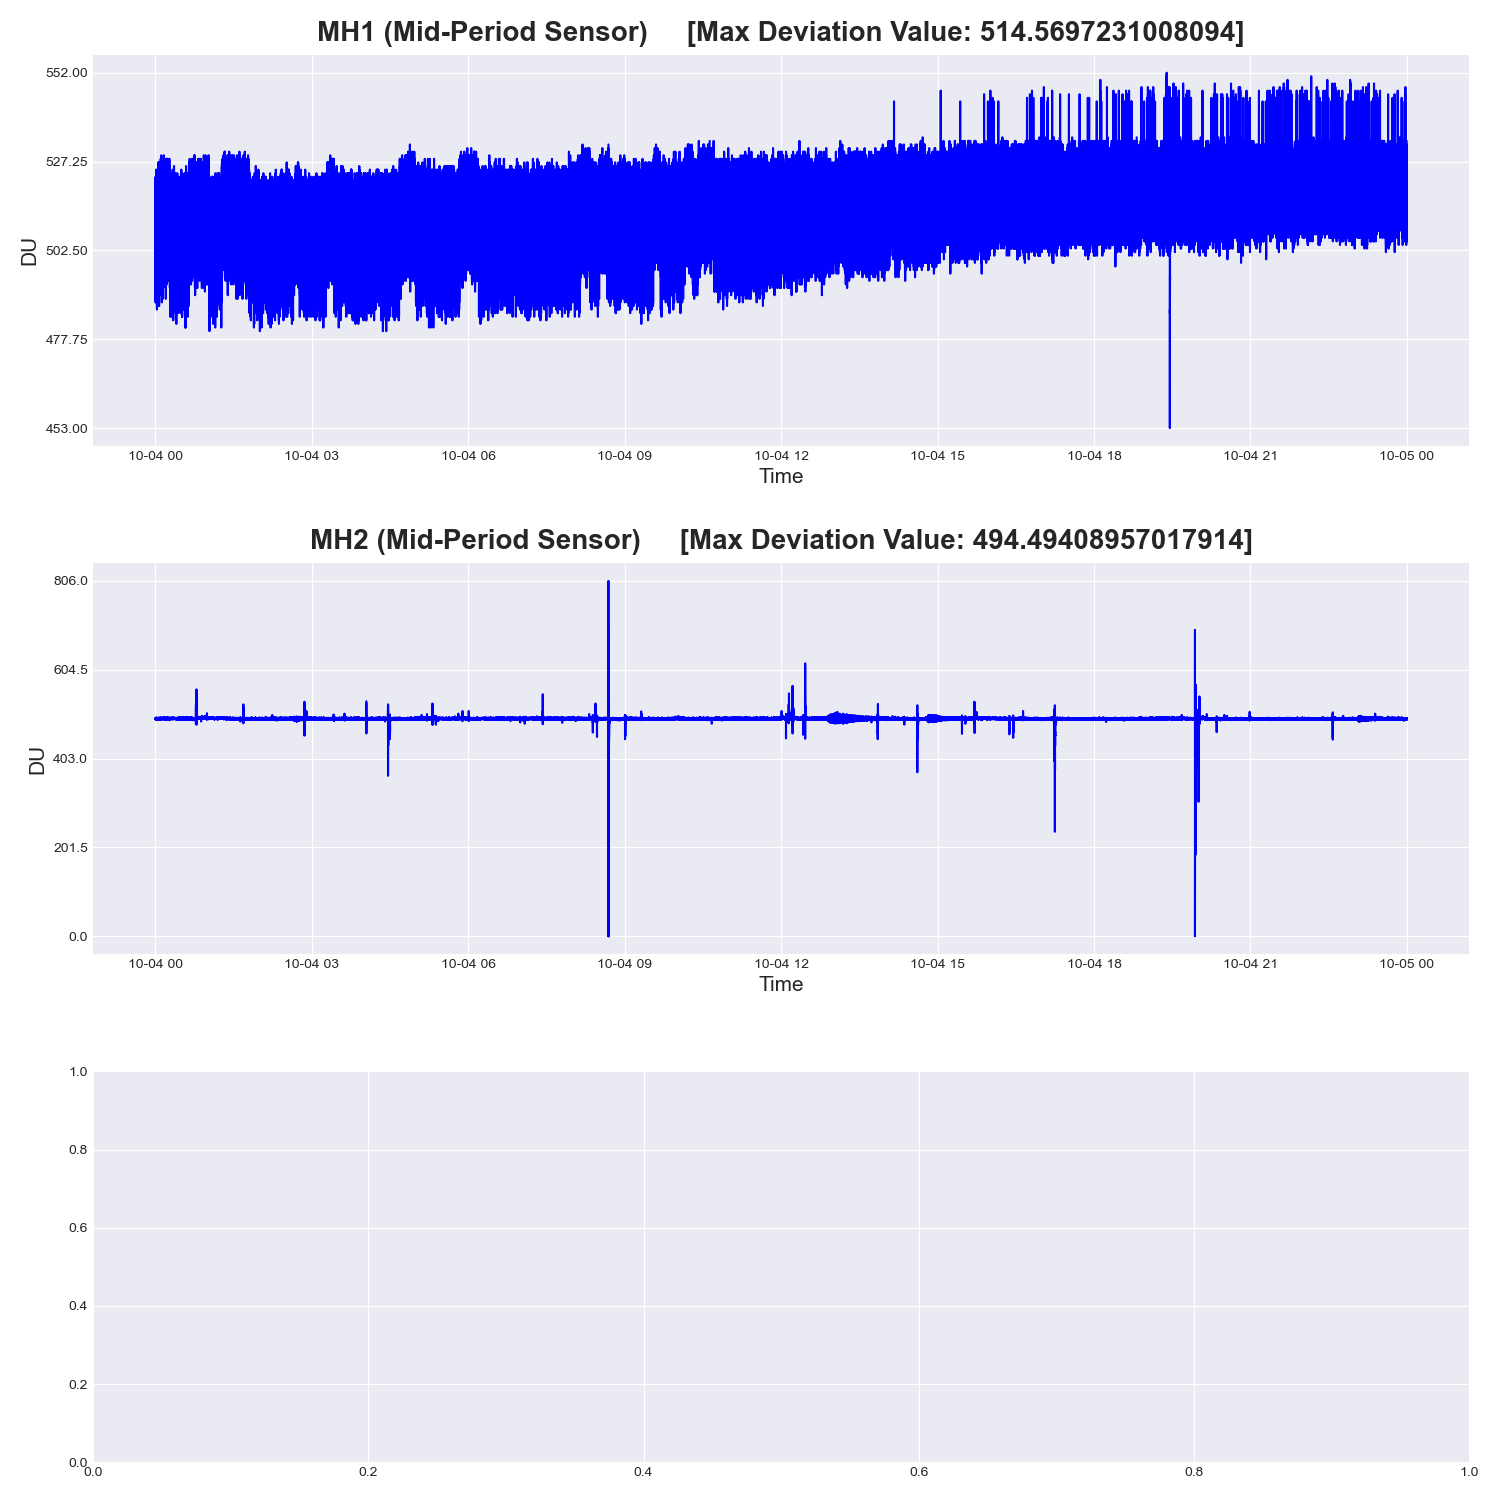 MH1 (Mid-Period Sensor) [Max Deviation Value: 514.5697231008094]
552.00
527.25
502.50
477.75
453.00
DU
10-04 00 10-04 03 10-04 06 10-04 09 10-04 12 10-04 15 10-04 18 10-04 21 10-05 00
Time
MH2 (Mid-Period Sensor) [Max Deviation Value: 494.49408957017914]
806.0
604.5
403.0
201.5
0.0
DU
10-04 00 10-04 03 10-04 06 10-04 09 10-04 12 10-04 15 10-04 18 10-04 21 10-05 00
Time
1.0
0.8
0.6
0.4
0.2
0.0
0.0 0.2 0.4 0.6 0.8 1.0